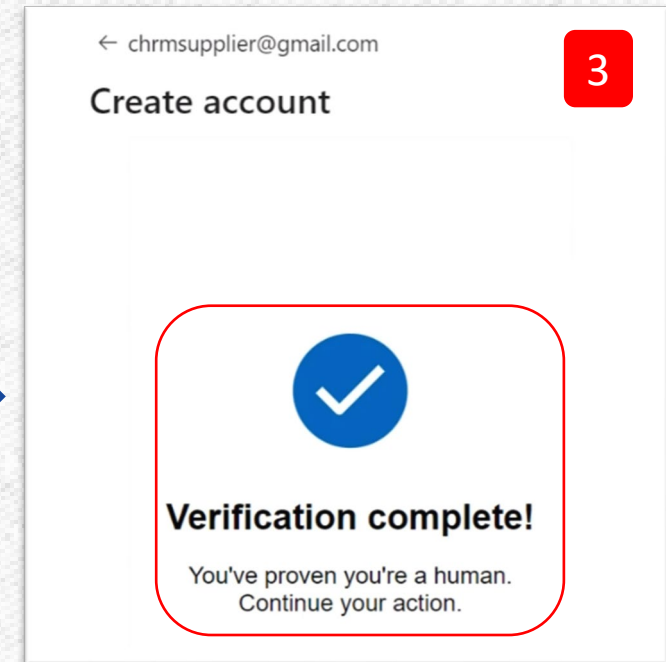 ← chrmsupplier@gmail.com
3
Create account
Verification complete!
You've proven you're a human.
Continue your action.